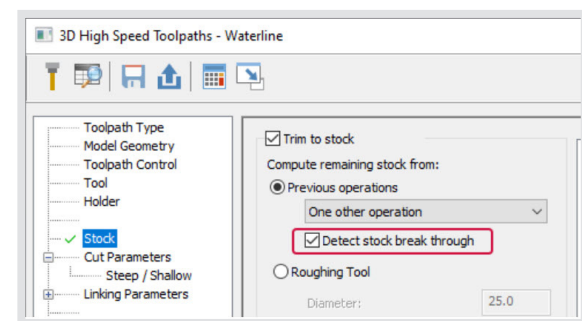 3D High Speed Toolpaths - Waterline
Toolpath Type
Model Geometry
Toolpath Control
Tool
Holder
Stock
Cut Parameters
Steep / Shallow
Linking Parameters
Trim to stock
Compute remaining stock from:
Previous operations
One other operation
Detect stock break through
Roughing Tool
Diameter:
25.0